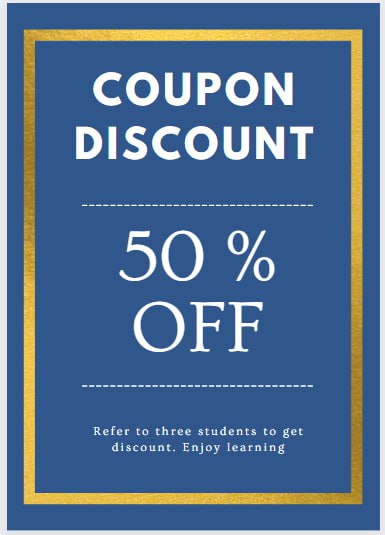 COUPON
DISCOUNT
50 %
OFF
Refer to three students to get
discount. Enjoy learning